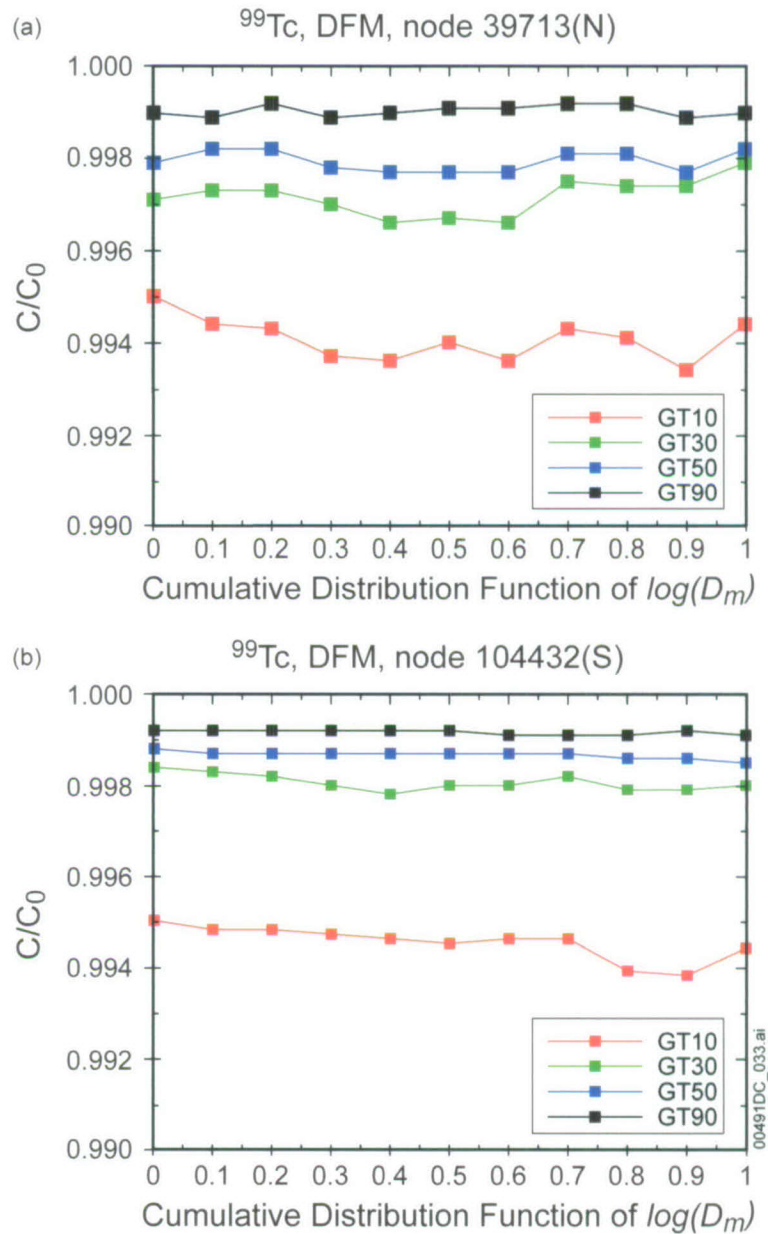 (a)
⁹⁹Tc, DFM, node 39713(N)
1.000
0.998
0.996
0.994
0.992
0.990
C/C₀
GT10
GT30
GT50
GT90
0 0.1 0.2 0.3 0.4 0.5 0.6 0.7 0.8 0.9 1
Cumulative Distribution Function of log(Dₘ)
(b)
⁹⁹Tc, DFM, node 104432(S)
1.000
0.998
0.996
0.994
0.992
0.990
C/C₀
GT10
GT30
GT50
GT90
0 0.1 0.2 0.3 0.4 0.5 0.6 0.7 0.8 0.9 1
Cumulative Distribution Function of log(Dₘ)
00491DC_033.ai